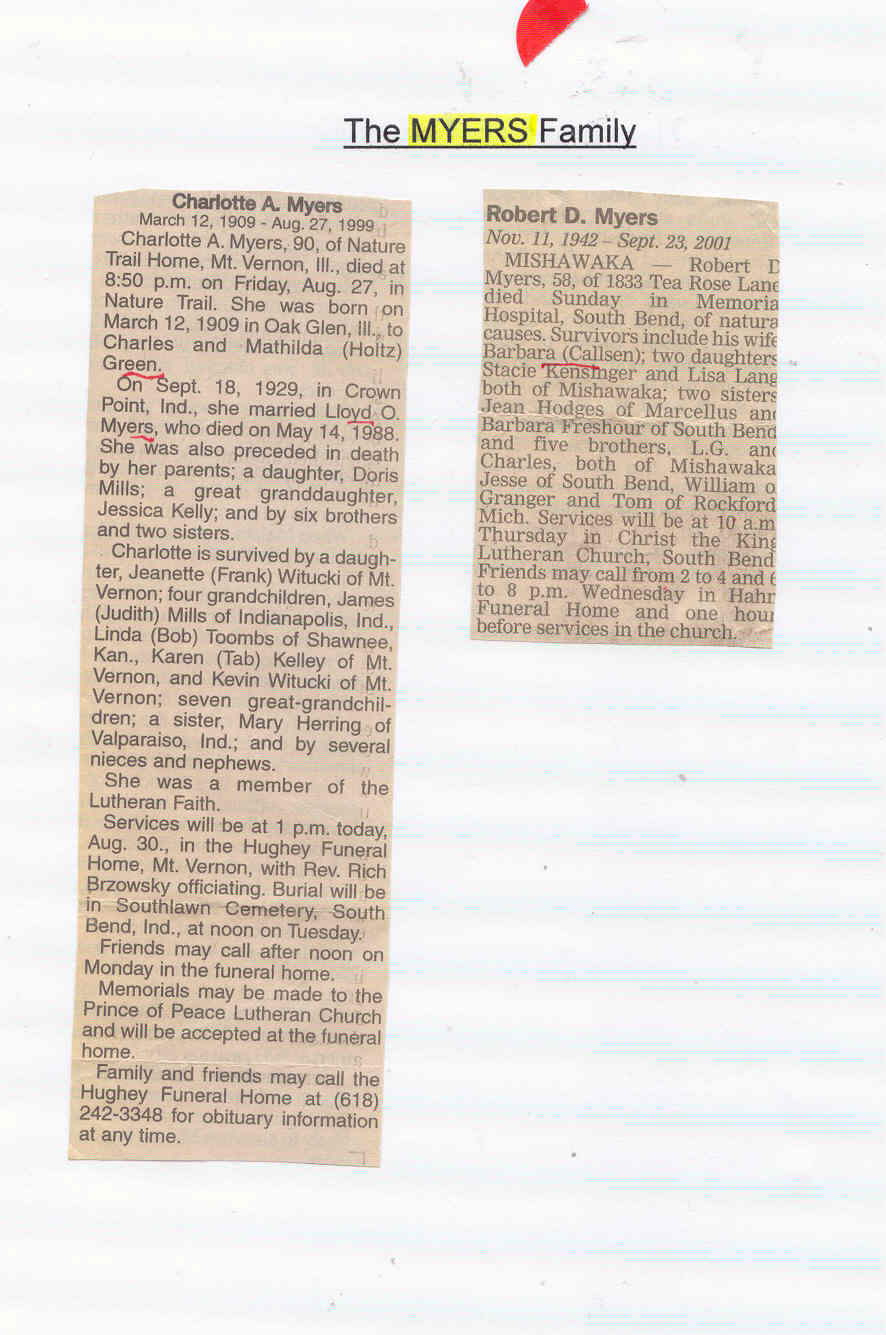 The MYERS Family
Charlotte A. Myers
March 12, 1909 - Aug. 27, 1999
Charlotte A. Myers, 90, of Nature
Trail Home, Mt. Vernon, Ill., died at
8:50 p.m. on Friday, Aug. 27, in
Nature Trail. She was born on
March 12, 1909 in Oak Glen, Ill., to
Charles and Mathilda (Holtz)
Green.
On Sept. 18, 1929, in Crown
Point, Ind., she married Lloyd O.
Myers, who died on May 14, 1988.
She was also preceded in death
by her parents; a daughter, Doris
Mills; a great granddaughter,
Jessica Kelly; and by six brothers
and two sisters.
Charlotte is survived by a daugh-
ter, Jeanette (Frank) Witucki of Mt.
Vernon; four grandchildren, James
(Judith) Mills of Indianapolis, Ind.,
Linda (Bob) Toombs of Shawnee,
Kan., Karen (Tab) Kelley of Mt.
Vernon, and Kevin Witucki of Mt.
Vernon; seven great-grandchil-
dren; a sister, Mary Herring of
Valparaiso, Ind.; and by several
nieces and nephews.
She was a member of the
Lutheran Faith.
Services will be at 1 p.m. today,
Aug. 30., in the Hughey Funeral
Home, Mt. Vernon, with Rev. Rich
Brzowsky officiating. Burial will be
in Southlawn Cemetery, South
Bend, Ind., at noon on Tuesday.
Friends may call after noon on
Monday in the funeral home.
Memorials may be made to the
Prince of Peace Lutheran Church
and will be accepted at the funeral
home.
Family and friends may call the
Hughey Funeral Home at (618)
242-3348 for obituary information
at any time.
Robert D. Myers
Nov. 11, 1942 – Sept. 23, 2001
MISHAWAKA — Robert D
Myers, 58, of 1833 Tea Rose Lane
died Sunday in Memoria
Hospital, South Bend, of natura
causes. Survivors include his wife
Barbara (Callsen); two daughters
Stacie Kensinger and Lisa Lang
both of Mishawaka; two sisters
Jean Hodges of Marcellus and
Barbara Freshour of South Bend
and five brothers, L.G. and
Charles, both of Mishawaka
Jesse of South Bend, William o
Granger and Tom of Rockford
Mich. Services will be at 10 a.m
Thursday in Christ the King
Lutheran Church, South Bend
Friends may call from 2 to 4 and 6
to 8 p.m. Wednesday in Hahn
Funeral Home and one hour
before services in the church.